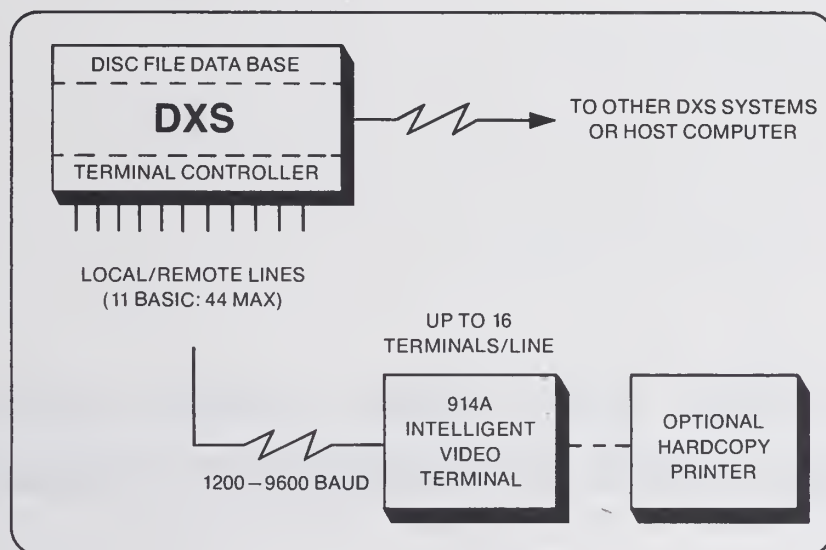 DISC FILE DATA BASE
DXS
TERMINAL CONTROLLER
TO OTHER DXS SYSTEMS
OR HOST COMPUTER
LOCAL/REMOTE LINES
(11 BASIC: 44 MAX)
UP TO 16
TERMINALS/LINE
1200–9600 BAUD
914A
INTELLIGENT
VIDEO
TERMINAL
OPTIONAL
HARDCOPY
PRINTER